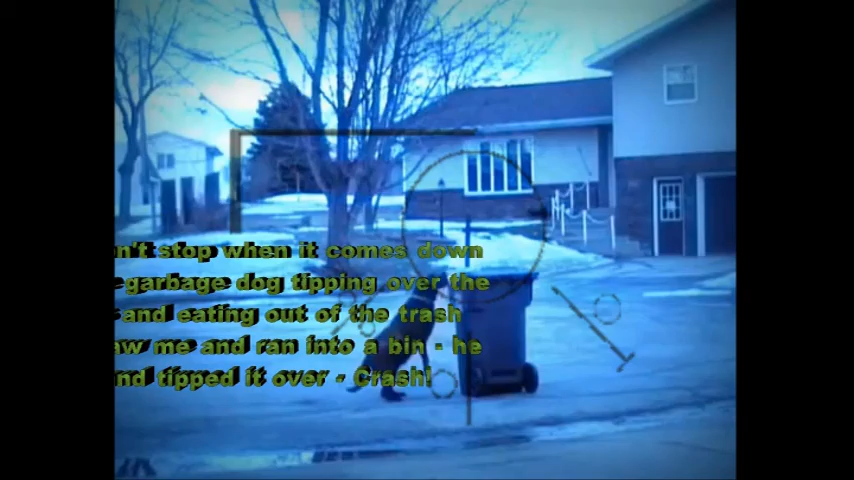 n't stop when it comes down
garbage dog tipping over the
and eating out of the trash
aw me and ran into a bin - he
nd tipped it over - Crash!